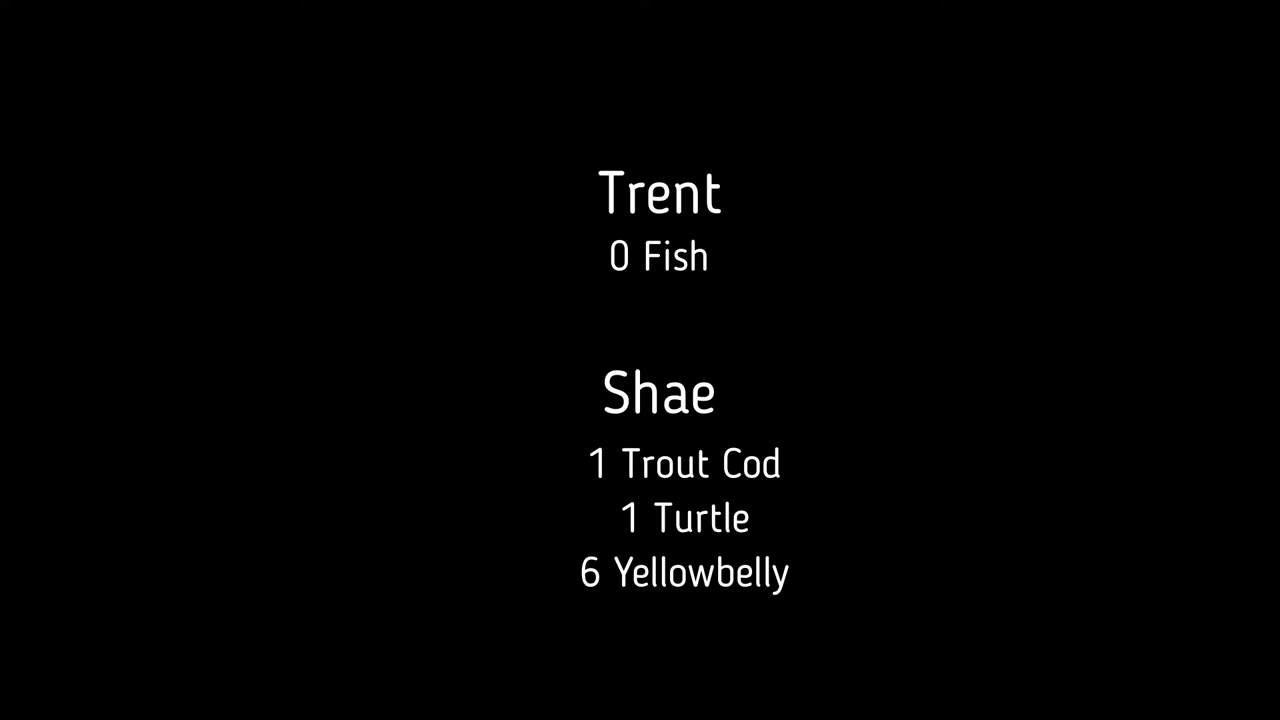 Trent
0 Fish
Shae
1 Trout Cod
1 Turtle
6 Yellowbelly